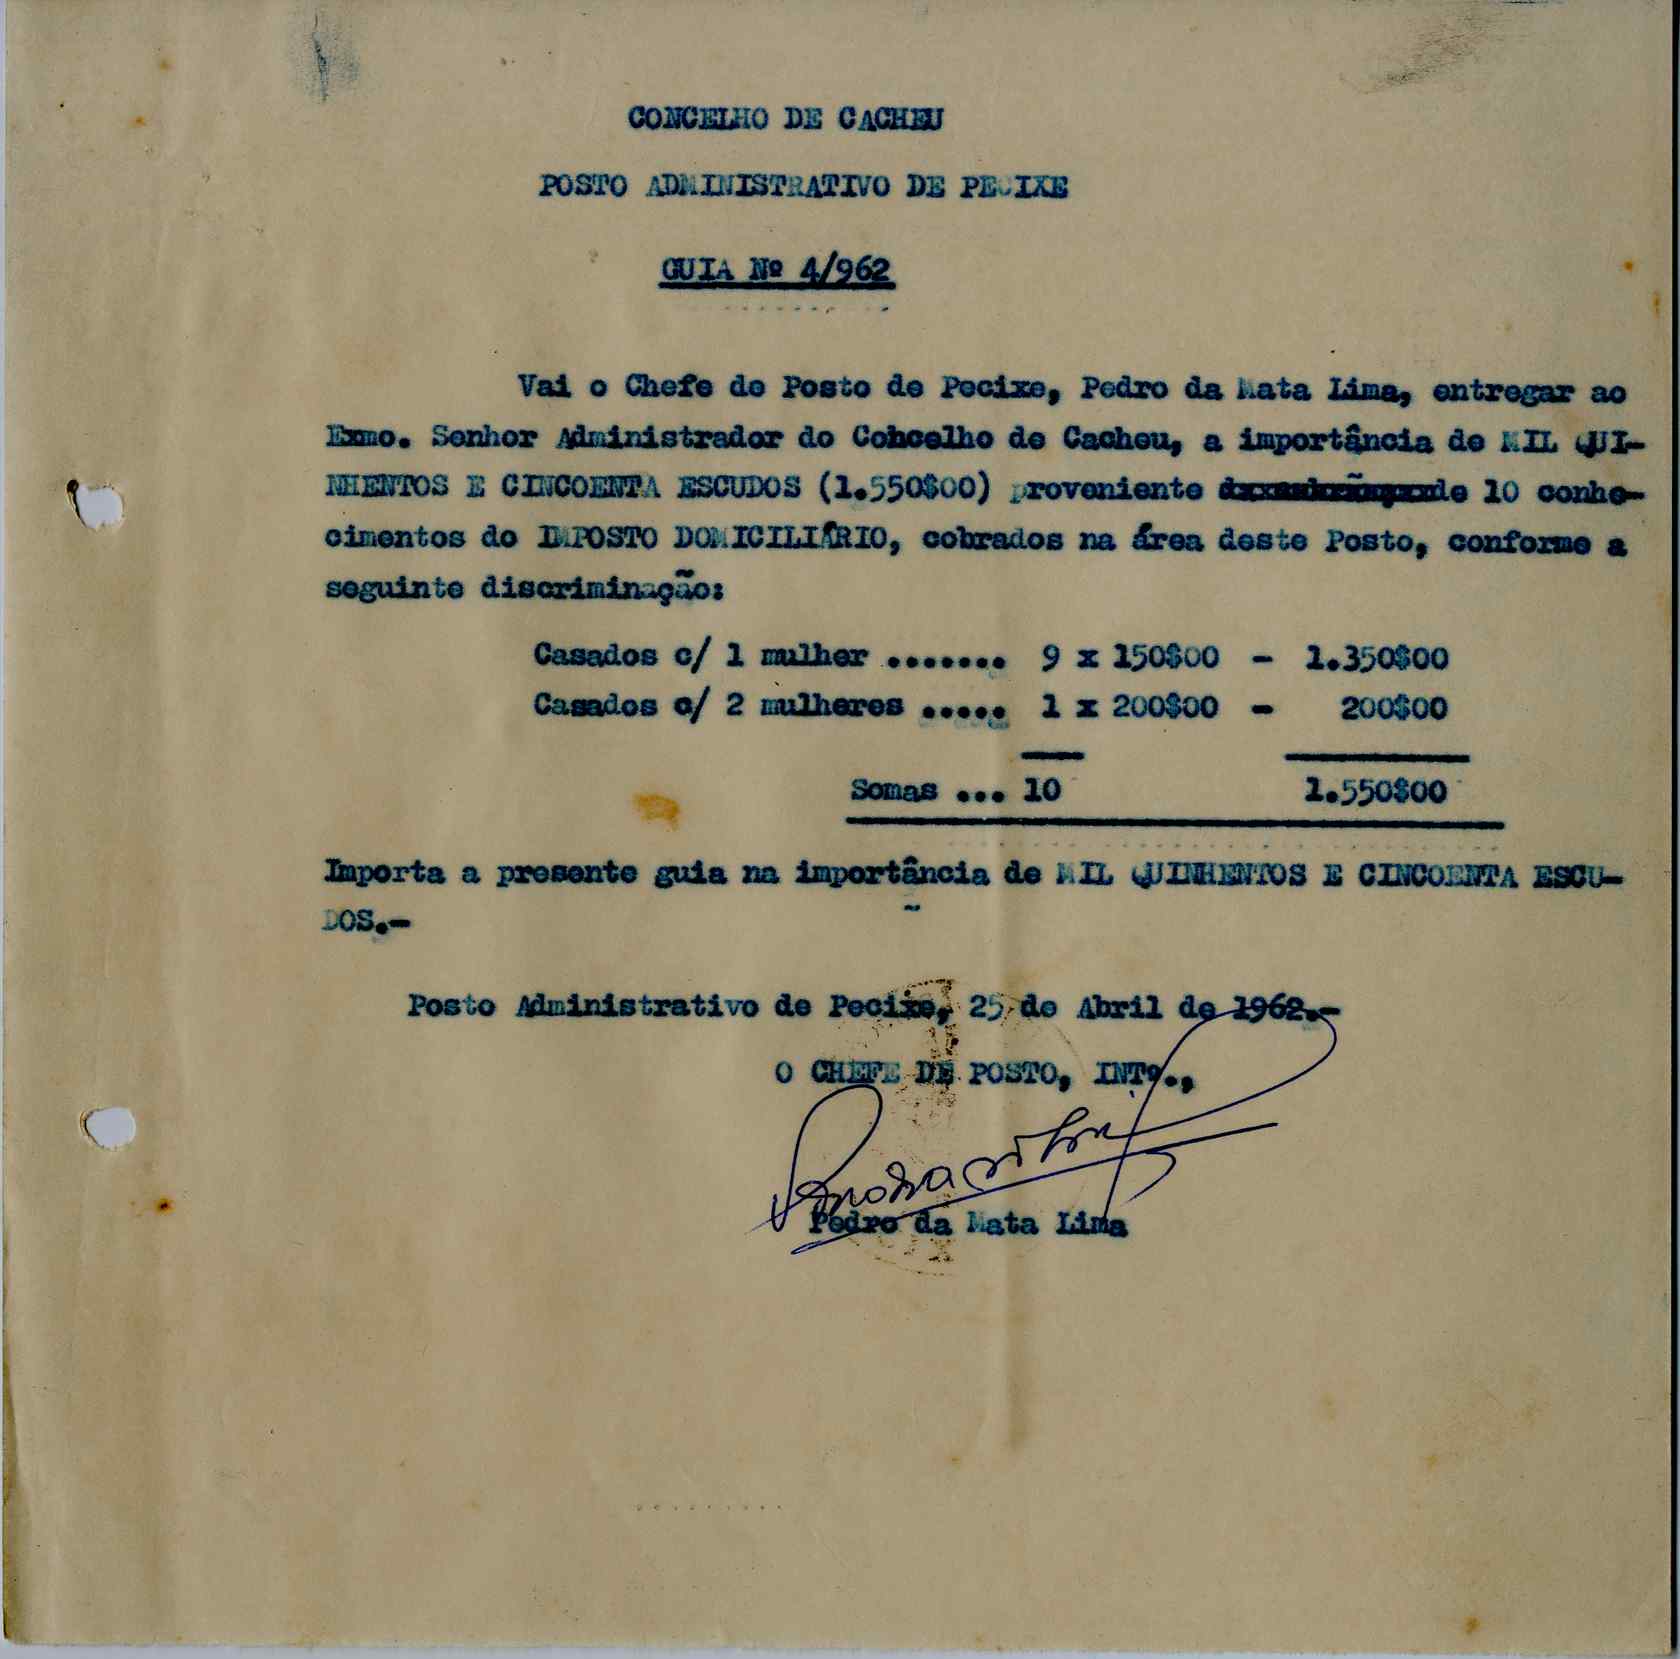 CONCELHO DE CACHEU
POSTO ADMINISTRATIVO DE PECIXE
GUIA Nº 4/962
Vai o Chefe do Posto de Pecixe, Pedro da Mata Lima, entregar ao
Exmo. Senhor Administrador do Cohcelho de Cacheu, a importância de MIL QUI-
NHENTOS E CINCOENTA ESCUDOS (1.550$00) proveniente de 10 conhe-
cimentos do IMPOSTO DOMICILIÁRIO, cobrados na área deste Posto, conforme a
seguinte discriminação:
Casados c/ 1 mulher ....... 9 x 150$00 - 1.350$00
Casados c/ 2 mulheres ..... 1 x 200$00 - 200$00
Somas ... 10 1.550$00
Importa a presente guia na importância de MIL QUINHENTOS E CINCOENTA ESCU-
DOS.-
Posto Administrativo de Pecixe, 25 de Abril de 1962.-
O CHEFE DE POSTO, INTº.,
Pedro da Mata Lima